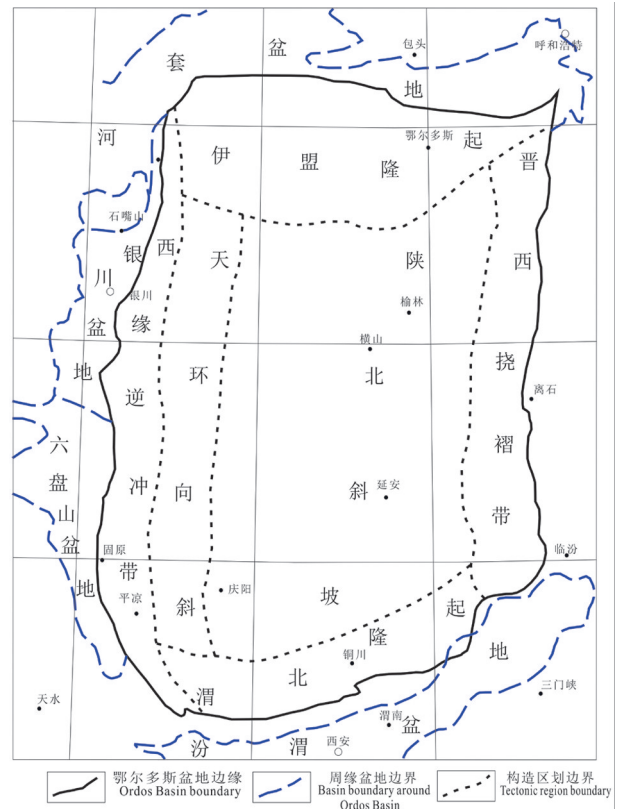 河套盆地
包头
呼和浩特
鄂尔多斯
伊盟隆起
石嘴山
银川
银川盆地
西缘逆冲带
天环向斜
陕北斜坡
晋西挠褶带
榆林
横山
离石
延安
六盘山盆地
固原
平凉
庆阳
临汾
渭北隆起
铜川
天水
三门峡
渭南
西安
汾渭盆地
鄂尔多斯盆地边缘
Ordos Basin boundary
周缘盆地边界
Basin boundary around
Ordos Basin
构造区划边界
Tectonic region boundary